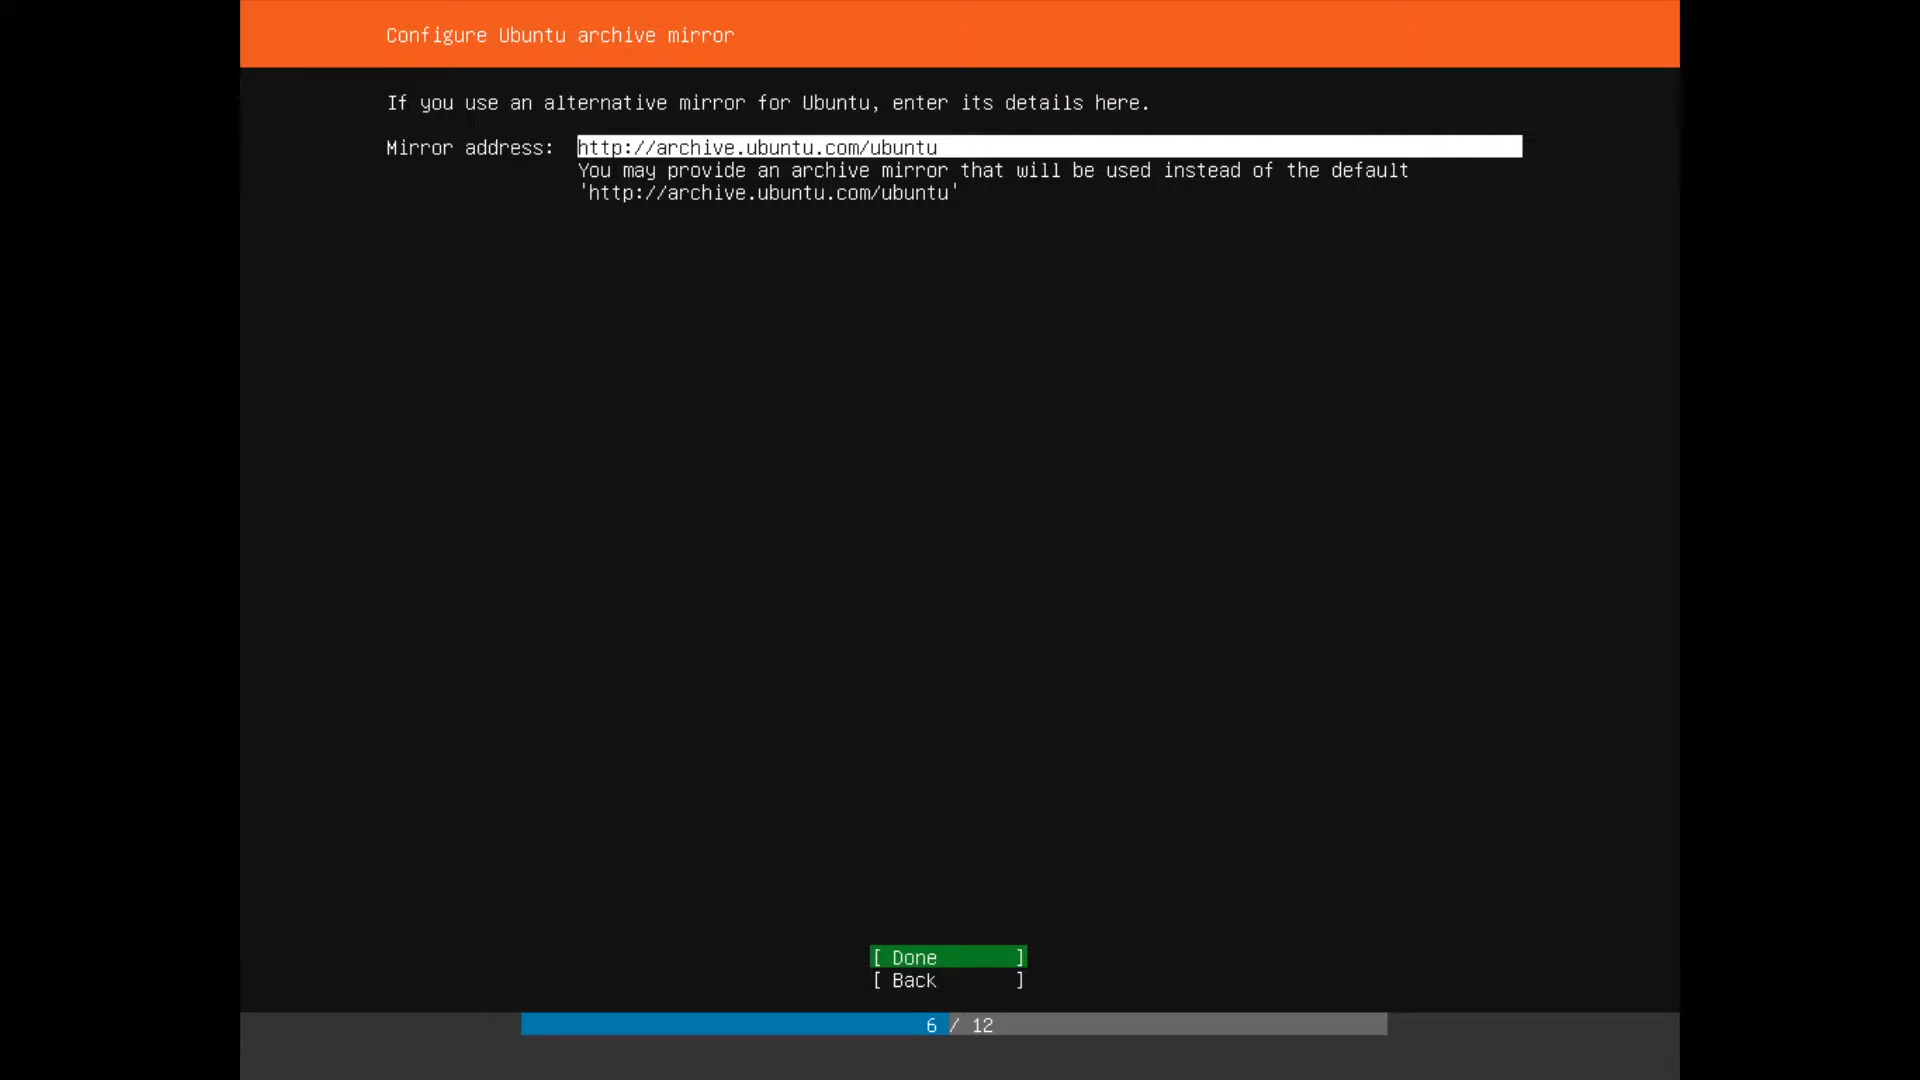 Configure Ubuntu archive mirror
If you use an alternative mirror for Ubuntu, enter its details here.
Mirror address: http://archive.ubuntu.com/ubuntu
You may provide an archive mirror that will be used instead of the default
'http://archive.ubuntu.com/ubuntu'
[ Done ]
[ Back ]
6 / 12